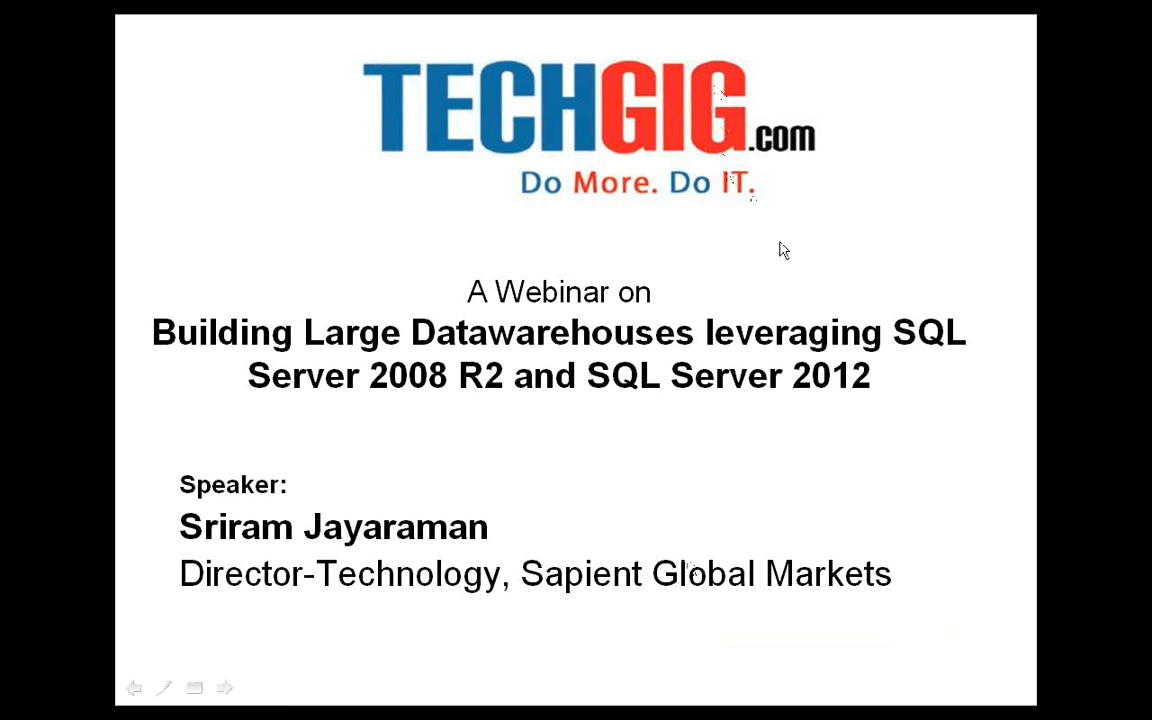 TECHGIG.com
Do More. Do IT.
A Webinar on
Building Large Datawarehouses leveraging SQL
Server 2008 R2 and SQL Server 2012
Speaker:
Sriram Jayaraman
Director-Technology, Sapient Global Markets